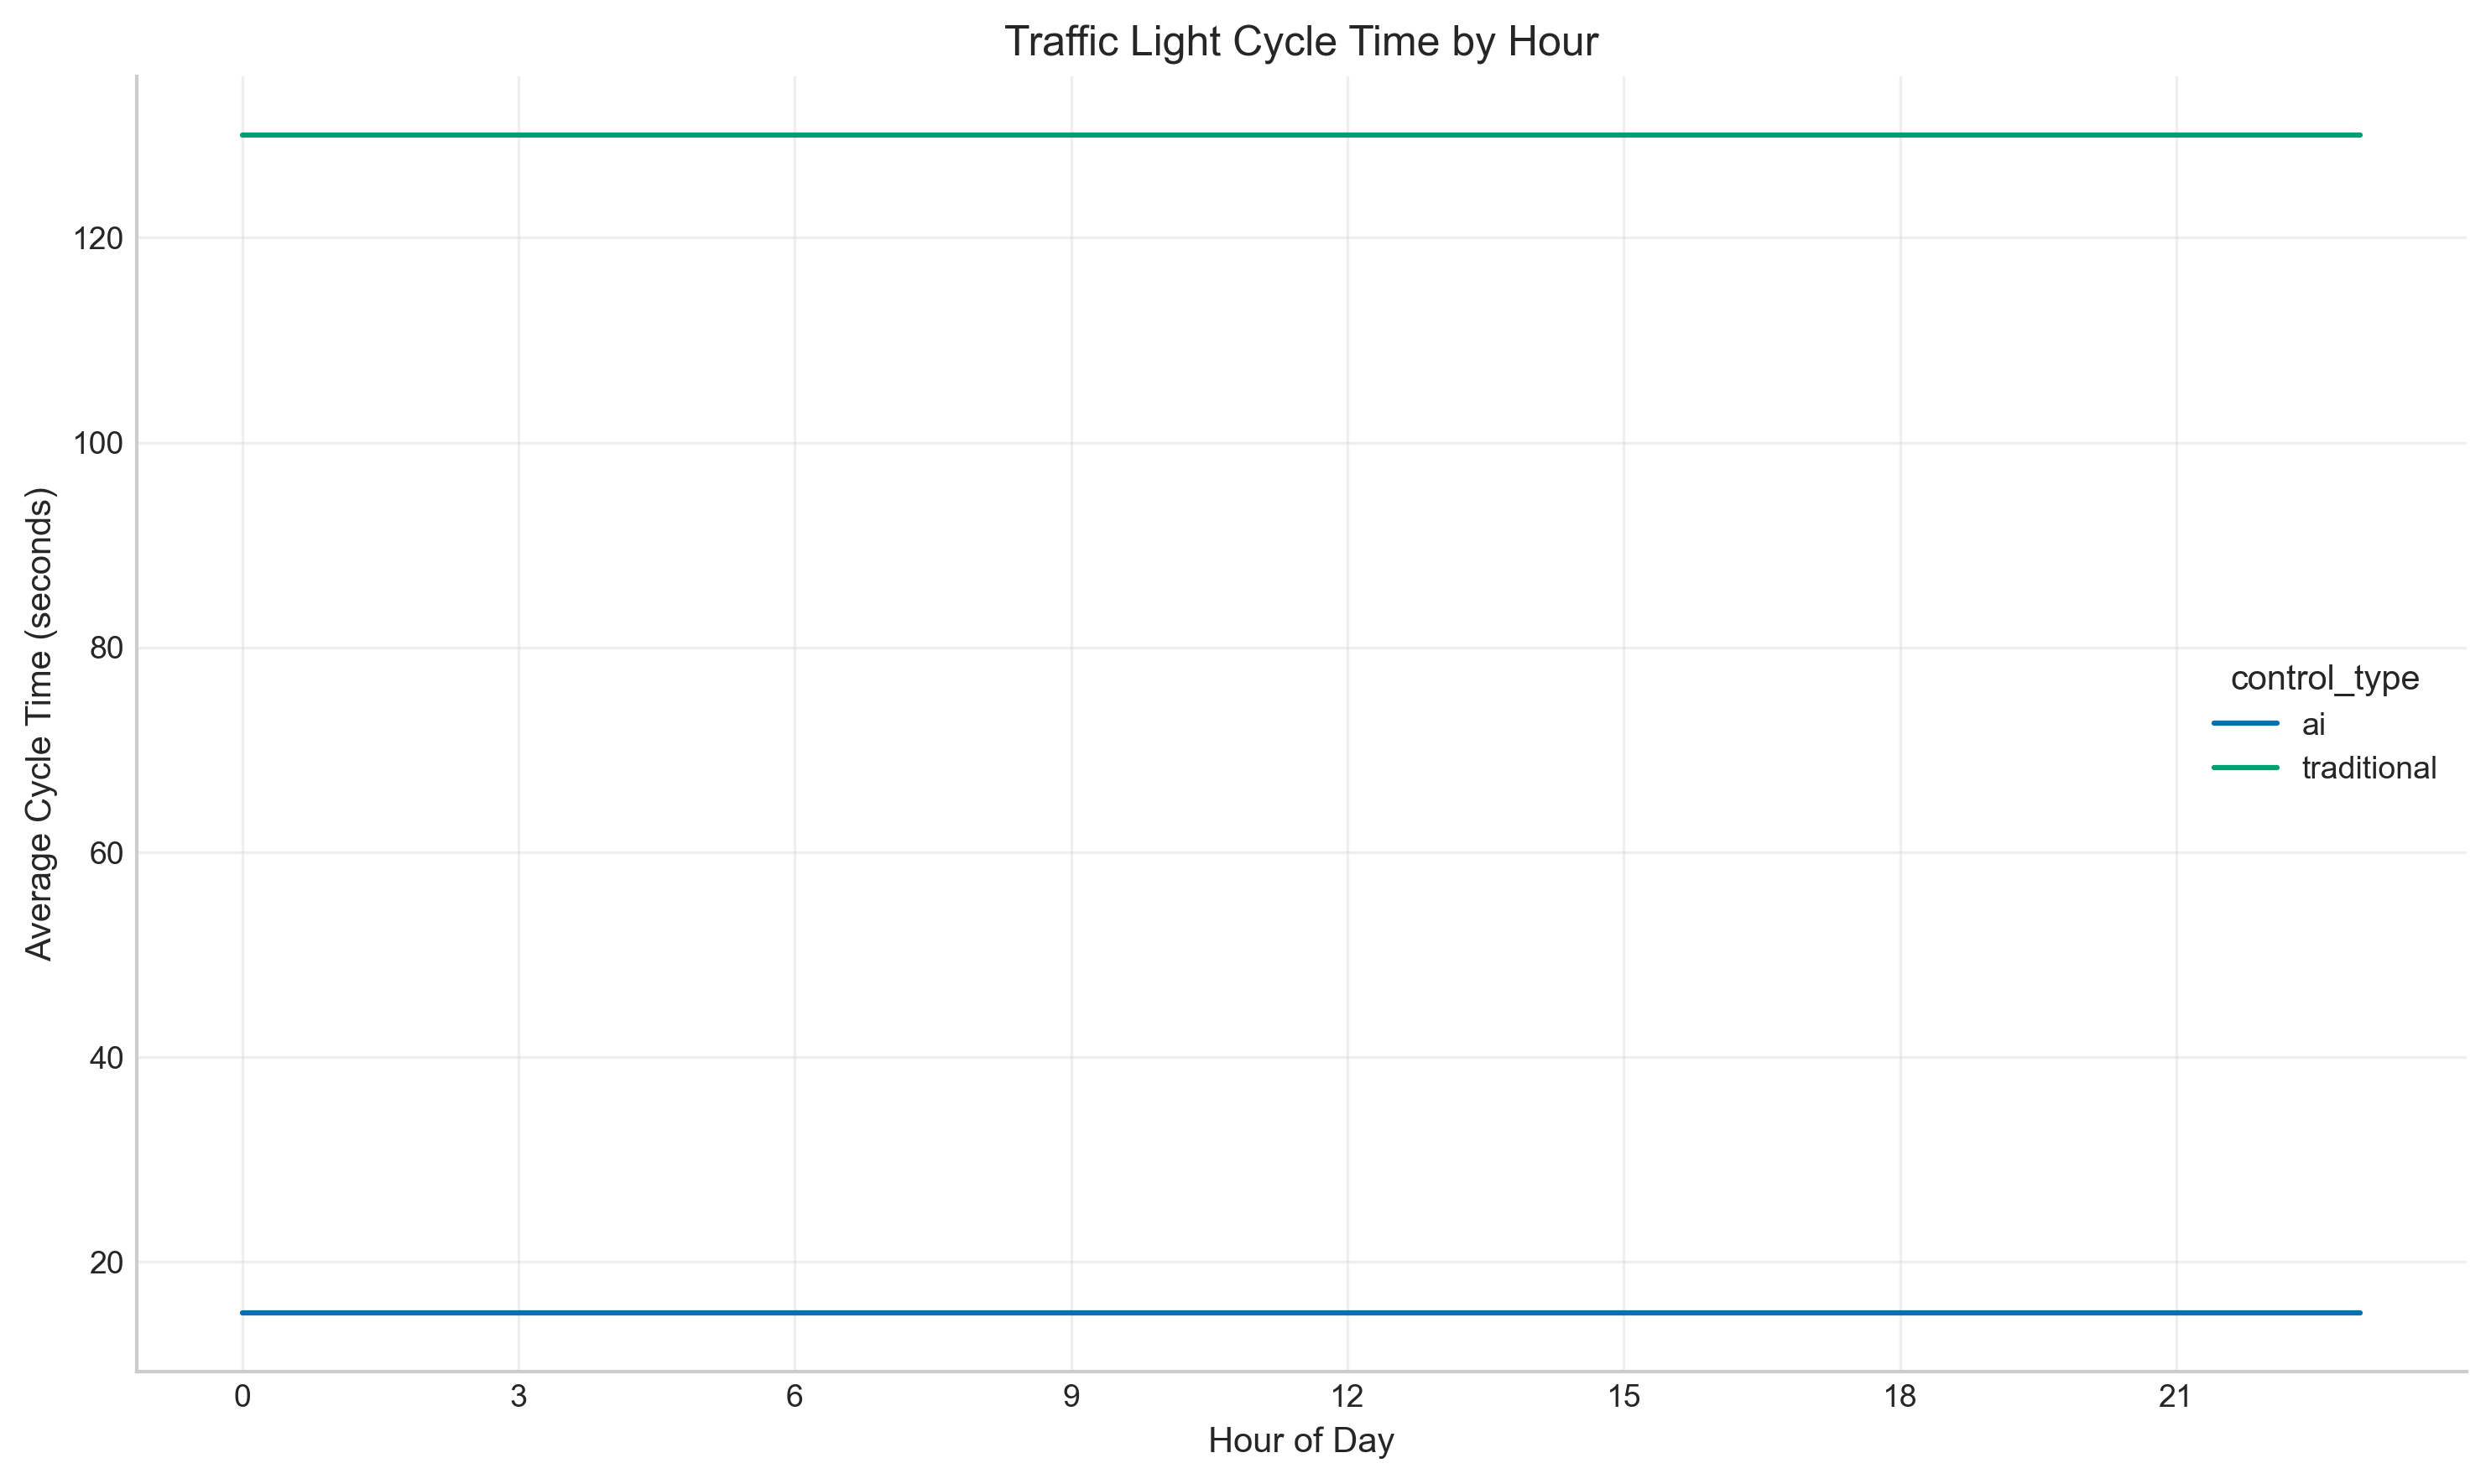 Traffic Light Cycle Time by Hour
Average Cycle Time (seconds)
120
100
80
60
40
20
control_type
ai
traditional
0 3 6 9 12 15 18 21
Hour of Day